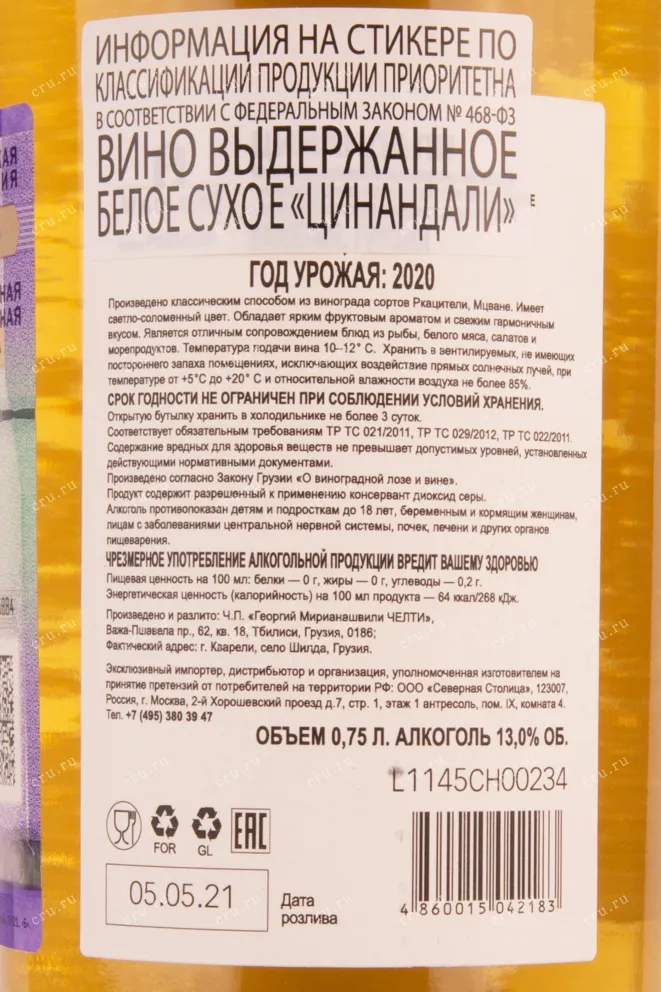 ИНФОРМАЦИЯ НА СТИКЕРЕ ПО
КЛАССИФИКАЦИИ ПРОДУКЦИИ ПРИОРИТЕТНА
В СООТВЕТСТВИИ С ФЕДЕРАЛЬНЫМ ЗАКОНОМ № 468-ФЗ
ВИНО ВЫДЕРЖАННОЕ
БЕЛОЕ СУХОЕ «ЦИНАНДАЛИ»
Е
ГОД УРОЖАЯ: 2020
Произведено классическим способом из винограда сортов Ркацители, Мцване. Имеет
светло-соломенный цвет. Обладает ярким фруктовым ароматом и свежим гармоничным
вкусом. Является отличным сопровождением блюд из рыбы, белого мяса, салатов и
морепродуктов. Температура подачи вина 10–12° С. Хранить в вентилируемых, не имеющих
постороннего запаха помещениях, исключающих воздействие прямых солнечных лучей, при
температуре от +5°С до +20° С и относительной влажности воздуха не более 85%.
СРОК ГОДНОСТИ НЕ ОГРАНИЧЕН ПРИ СОБЛЮДЕНИИ УСЛОВИЙ ХРАНЕНИЯ.
Открытую бутылку хранить в холодильнике не более 3 суток.
Соответствует обязательным требованиям ТР ТС 021/2011, ТР ТС 029/2012, ТР ТС 022/2011.
Содержание вредных для здоровья веществ не превышает допустимых уровней, установленных
действующими нормативными документами.
Произведено согласно Закону Грузии «О виноградной лозе и вине».
Продукт содержит разрешенный к применению консервант диоксид серы.
Алкоголь противопоказан детям и подросткам до 18 лет, беременным и кормящим женщинам,
лицам с заболеваниями центральной нервной системы, почек, печени и других органов
пищеварения.
ЧРЕЗМЕРНОЕ УПОТРЕБЛЕНИЕ АЛКОГОЛЬНОЙ ПРОДУКЦИИ ВРЕДИТ ВАШЕМУ ЗДОРОВЬЮ
Пищевая ценность на 100 мл: белки — 0 г, жиры — 0 г, углеводы — 0,2 г.
Энергетическая ценность (калорийность) на 100 мл продукта — 64 ккал/268 кДж.
Произведено и разлито: Ч.П. «Георгий Мирианашвили ЧЕЛТИ»,
Важа-Пшавела пр., 62, кв. 18, Тбилиси, Грузия, 0186;
Фактический адрес: г. Кварели, село Шилда, Грузия.
Эксклюзивный импортер, дистрибьютор и организация, уполномоченная изготовителем на
принятие претензий от потребителей на территории РФ: ООО «Северная Столица», 123007,
Россия, г. Москва, 2-й Хорошевский проезд д.7, стр. 1, этаж 1 антресоль, пом. IX, комната 4.
Тел. +7 (495) 380 39 47
ОБЪЕМ 0,75 Л. АЛКОГОЛЬ 13,0% ОБ.
L1145CH00234
FOR
GL
EAC
05.05.21
Дата
розлива
4 860015 042183
cru.ru